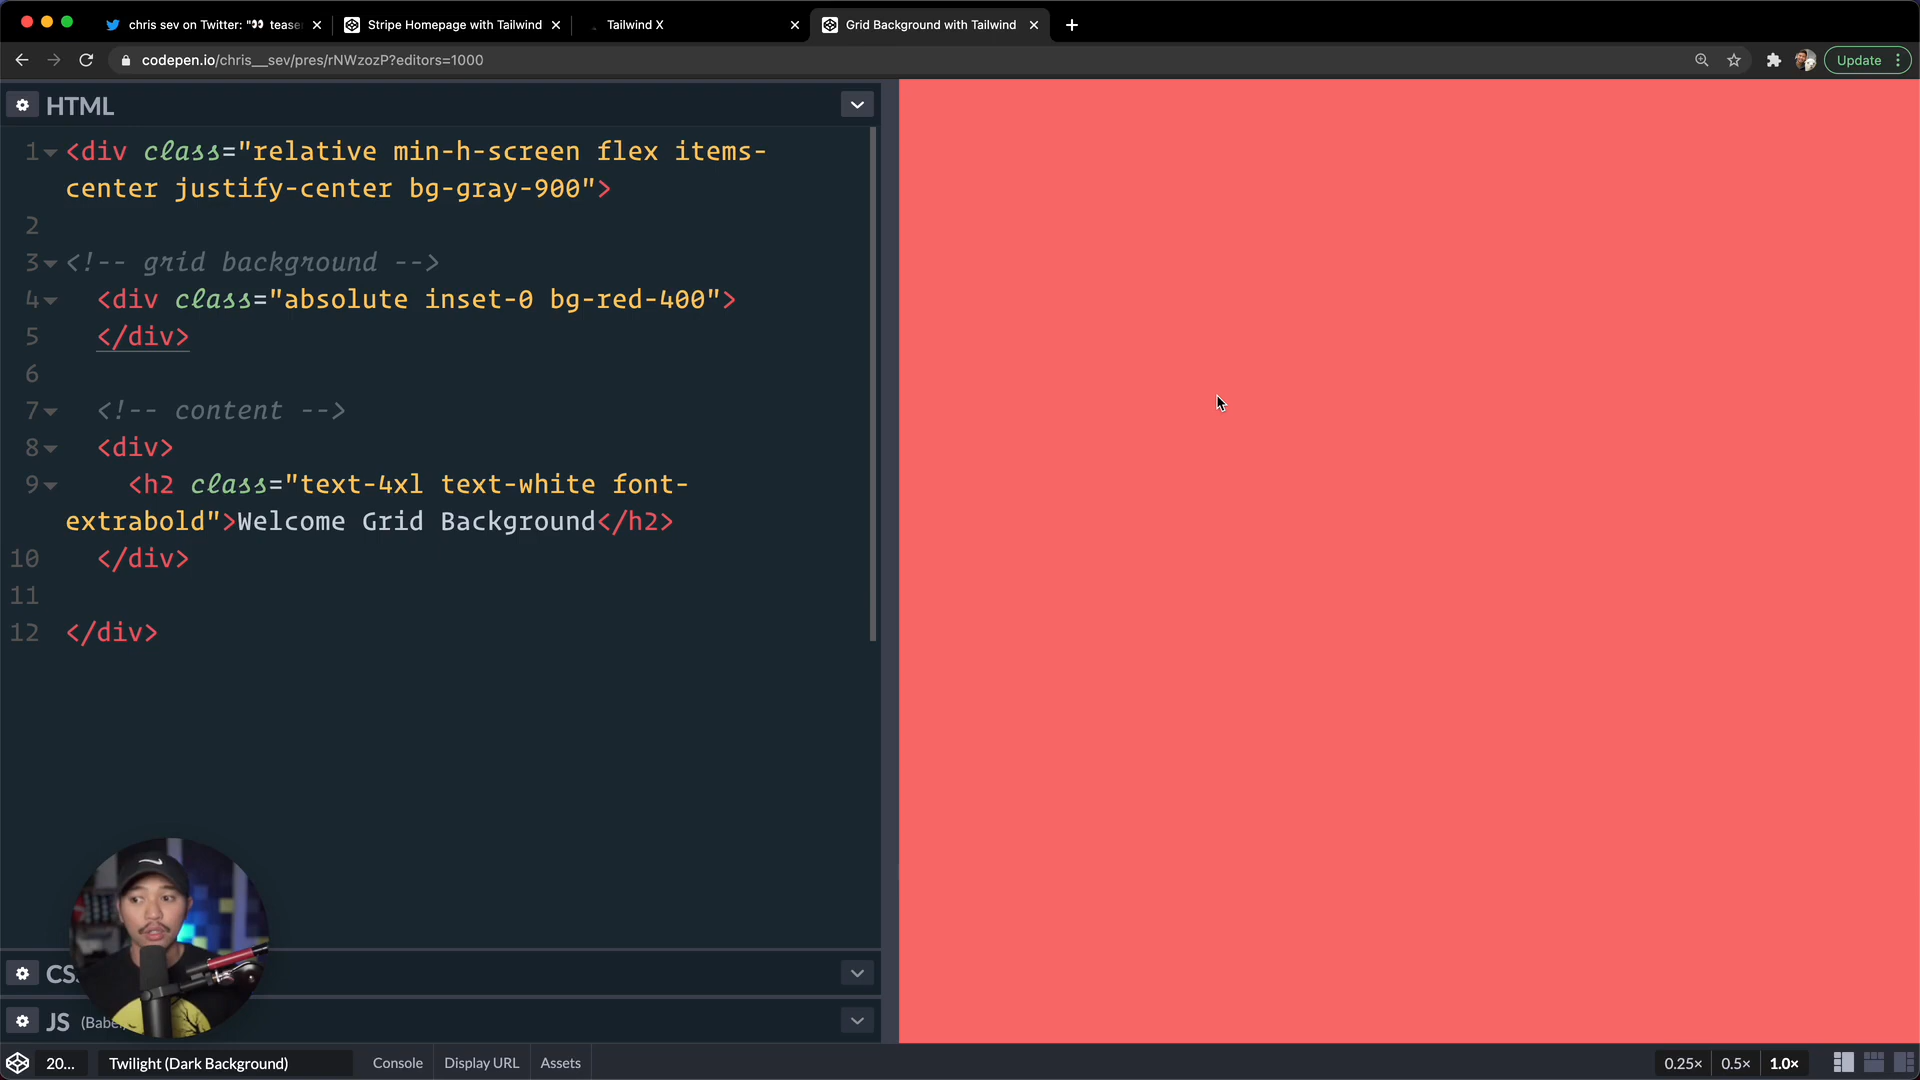 chris sev on Twitter: "👀 tease
Stripe Homepage with Tailwind
Tailwind X
Grid Background with Tailwind
codepen.io/chris__sev/pres/rNWzozP?editors=1000
Update
HTML
1 <div class="relative min-h-screen flex items-
center justify-center bg-gray-900">
2
3 <!-- grid background -->
4 <div class="absolute inset-0 bg-red-400">
5 </div>
6
7 <!-- content -->
8 <div>
9 <h2 class="text-4xl text-white font-
extrabold">Welcome Grid Background</h2>
10 </div>
11
12 </div>
JS (Babel
20...
Twilight (Dark Background)
Console
Display URL
Assets
0.25×
0.5×
1.0×